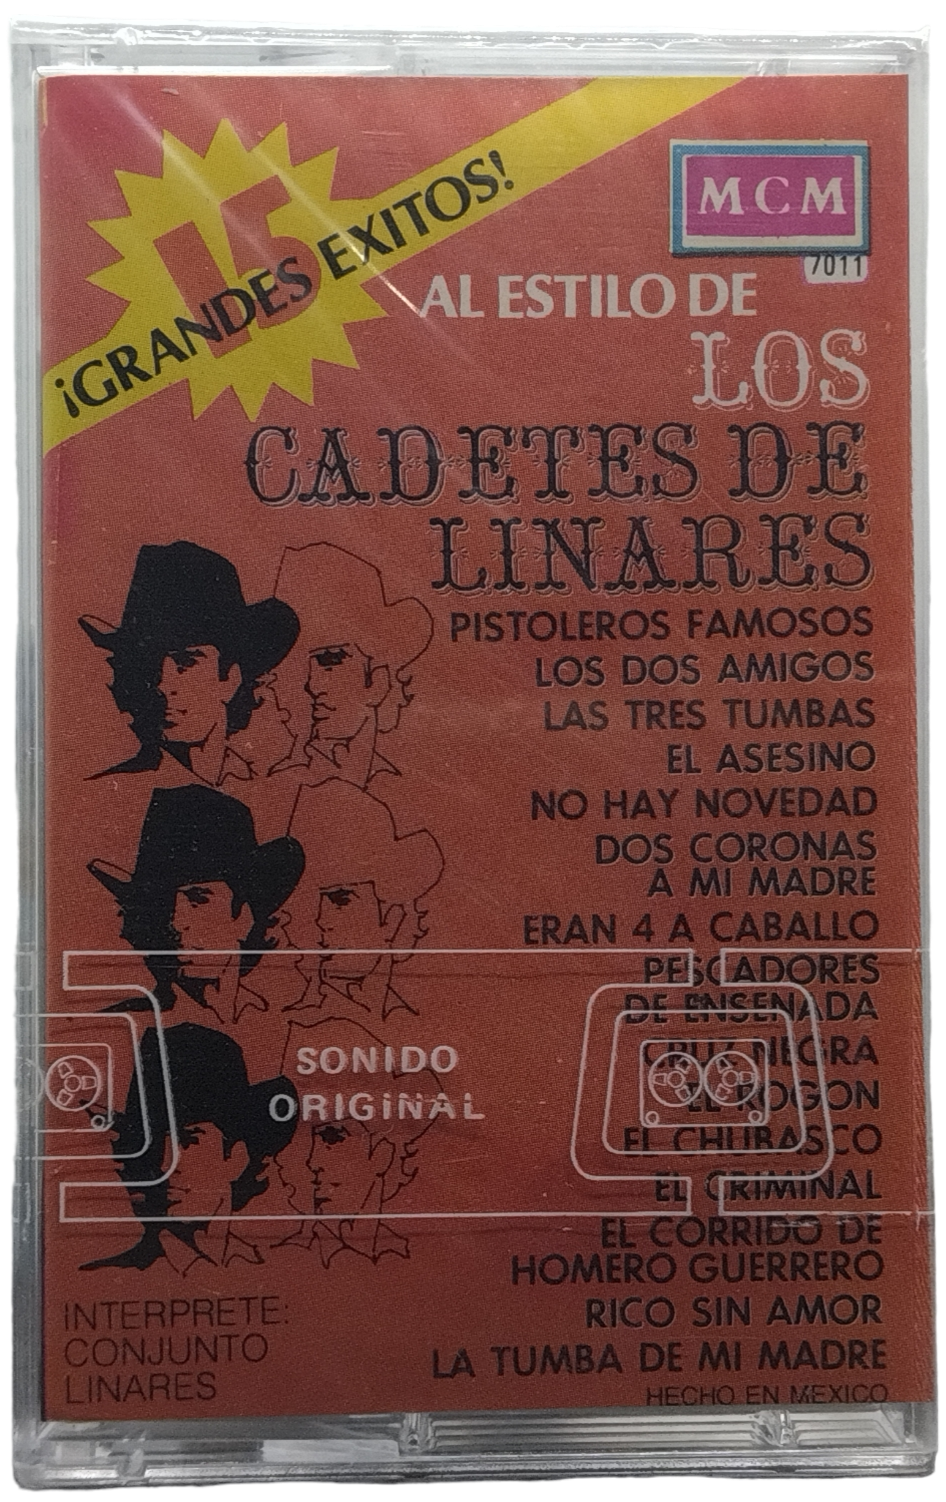 15
¡GRANDES EXITOS!
MCM
7011
AL ESTILO DE
LOS
CADETES DE
LINARES
PISTOLEROS FAMOSOS
LOS DOS AMIGOS
LAS TRES TUMBAS
EL ASESINO
NO HAY NOVEDAD
DOS CORONAS
A MI MADRE
ERAN 4 A CABALLO
PESCADORES
DE ENSENADA
CRUZ NEGRA
EL ROGON
EL CHUBASCO
EL CRIMINAL
EL CORRIDO DE
HOMERO GUERRERO
RICO SIN AMOR
LA TUMBA DE MI MADRE
HECHO EN MEXICO
SONIDO
ORIGINAL
INTERPRETE:
CONJUNTO
LINARES